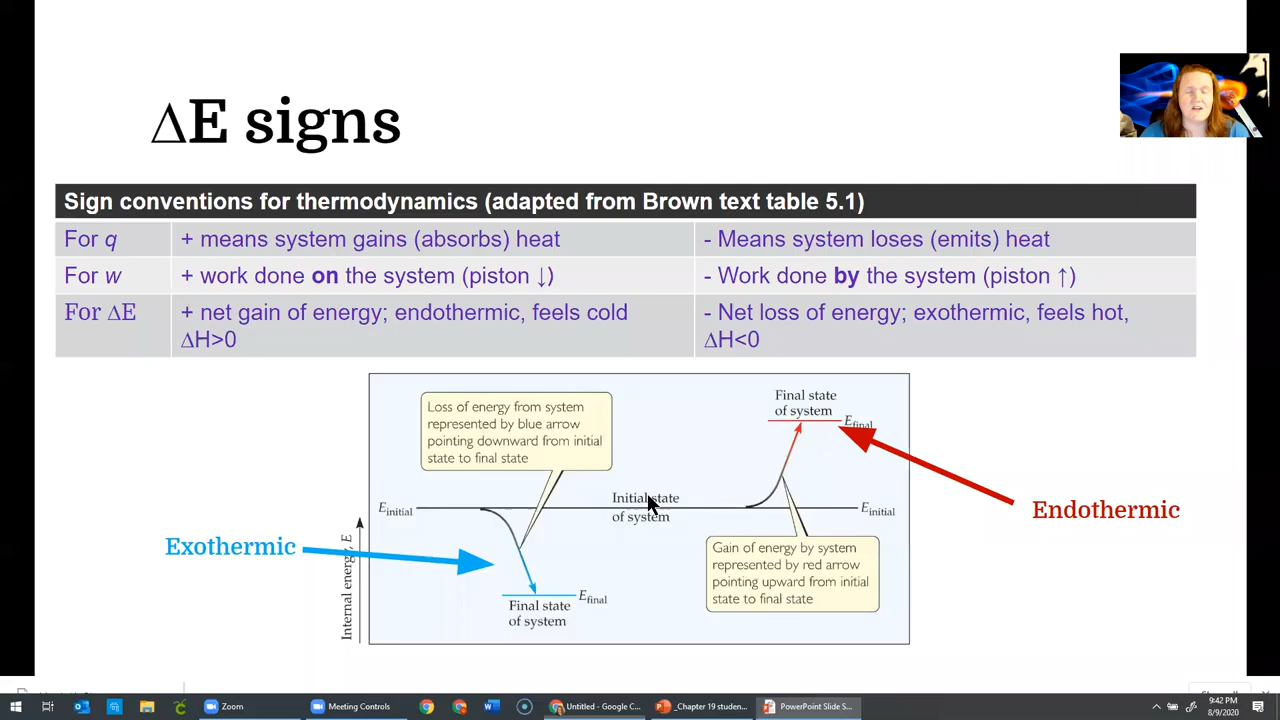 ∆E signs
Sign conventions for thermodynamics (adapted from Brown text table 5.1)
For q + means system gains (absorbs) heat - Means system loses (emits) heat
For w + work done on the system (piston ↓) - Work done by the system (piston ↑)
For ∆E + net gain of energy; endothermic, feels cold - Net loss of energy; exothermic, feels hot,
∆H>0 ∆H<0
Loss of energy from system
represented by blue arrow
pointing downward from initial
state to final state
Final state
of system
Efinal
Endothermic
Initial state
of system
Einitial
Einitial
Exothermic
Internal energy, E
Gain of energy by system
represented by red arrow
pointing upward from initial
state to final state
Efinal
Final state
of system
Zoom
Meeting Controls
Untitled - Google C...
_Chapter 19 studen...
PowerPoint Slide S...
9:42 PM
8/9/2020